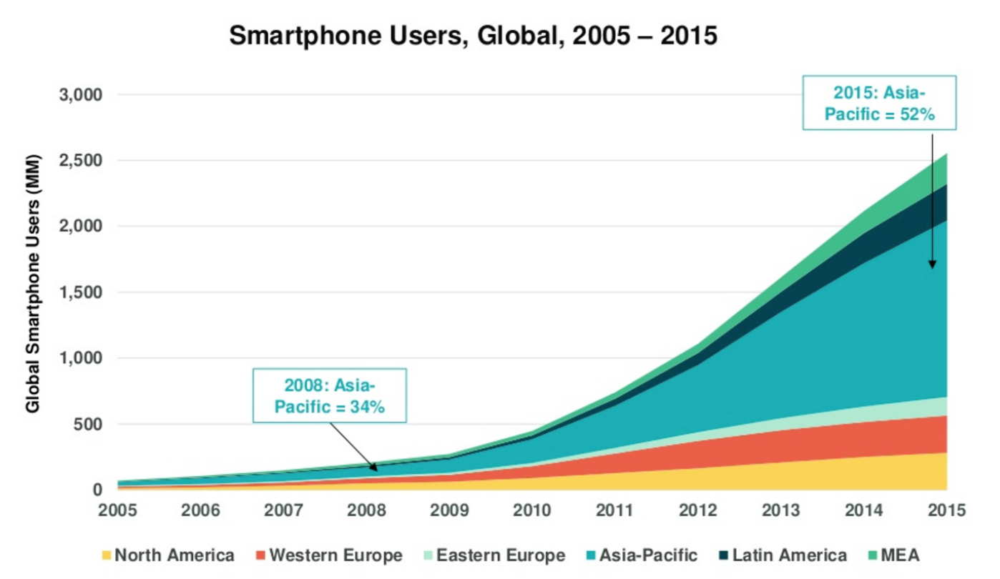 Smartphone Users, Global, 2005 – 2015
Global Smartphone Users (MM)
3,000
2,500
2,000
1,500
1,000
500
0
2015: Asia-
Pacific = 52%
2008: Asia-
Pacific = 34%
2005 2006 2007 2008 2009 2010 2011 2012 2013 2014 2015
North America Western Europe Eastern Europe Asia-Pacific Latin America MEA